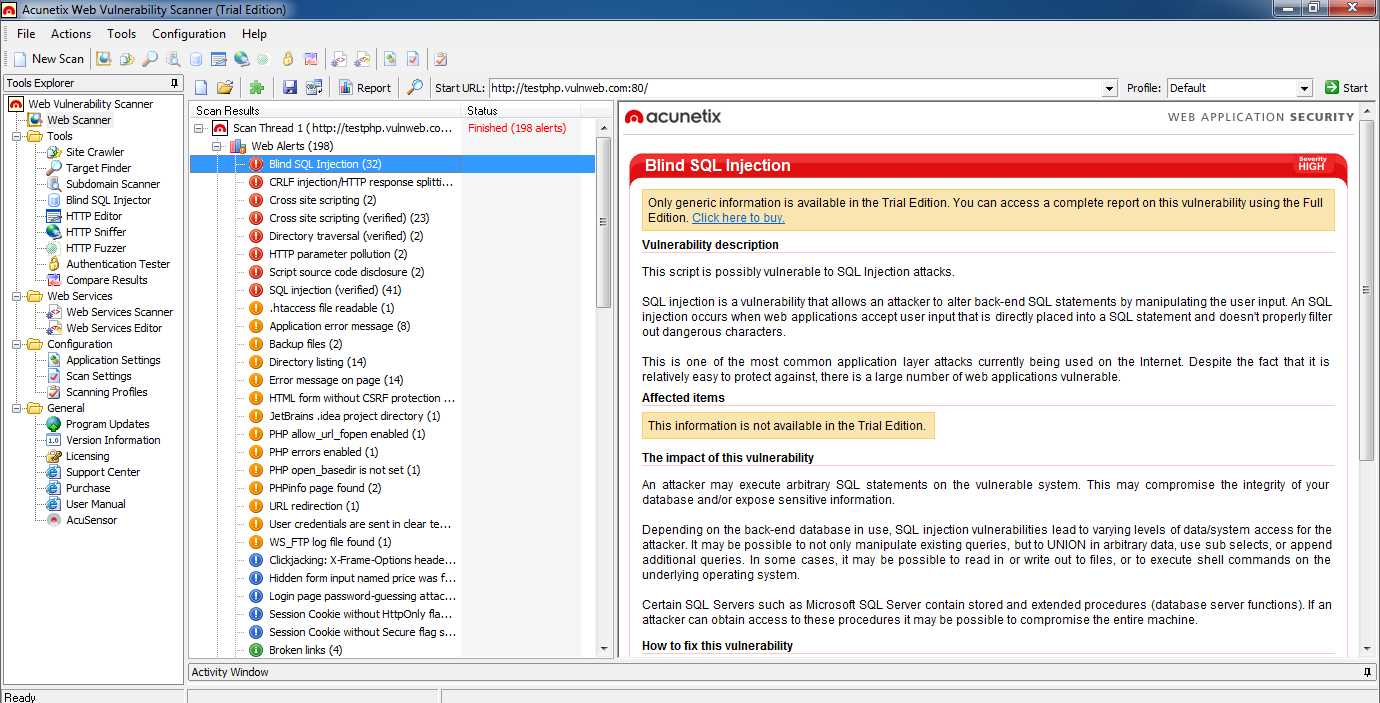 Acunetix Web Vulnerability Scanner (Trial Edition)
File Actions Tools Configuration Help
New Scan
Tools Explorer
Web Vulnerability Scanner
Web Scanner
Tools
Site Crawler
Target Finder
Subdomain Scanner
Blind SQL Injector
HTTP Editor
HTTP Sniffer
HTTP Fuzzer
Authentication Tester
Compare Results
Web Services
Web Services Scanner
Web Services Editor
Configuration
Application Settings
Scan Settings
Scanning Profiles
General
Program Updates
1.0 Version Information
Licensing
Support Center
Purchase
User Manual
AcuSensor
Report Start URL: http://testphp.vulnweb.com:80/ Profile: Default Start
Scan Results Status
Scan Thread 1 ( http://testphp.vulnweb.co... Finished (198 alerts)
Web Alerts (198)
Blind SQL Injection (32)
CRLF injection/HTTP response splitti...
Cross site scripting (2)
Cross site scripting (verified) (23)
Directory traversal (verified) (2)
HTTP parameter pollution (2)
Script source code disclosure (2)
SQL injection (verified) (41)
.htaccess file readable (1)
Application error message (8)
Backup files (2)
Directory listing (14)
Error message on page (14)
HTML form without CSRF protection ...
JetBrains .idea project directory (1)
PHP allow_url_fopen enabled (1)
PHP errors enabled (1)
PHP open_basedir is not set (1)
PHPinfo page found (2)
URL redirection (1)
User credentials are sent in clear te...
WS_FTP log file found (1)
Clickjacking: X-Frame-Options heade...
Hidden form input named price was f...
Login page password-guessing attac...
Session Cookie without HttpOnly fla...
Session Cookie without Secure flag s...
Broken links (4)
acunetix WEB APPLICATION SECURITY
Blind SQL Injection
Severity
HIGH
Only generic information is available in the Trial Edition. You can access a complete report on this vulnerability using the Full
Edition. Click here to buy.
Vulnerability description
This script is possibly vulnerable to SQL Injection attacks.
SQL injection is a vulnerability that allows an attacker to alter back-end SQL statements by manipulating the user input. An SQL
injection occurs when web applications accept user input that is directly placed into a SQL statement and doesn't properly filter
out dangerous characters.
This is one of the most common application layer attacks currently being used on the Internet. Despite the fact that it is
relatively easy to protect against, there is a large number of web applications vulnerable.
Affected items
This information is not available in the Trial Edition.
The impact of this vulnerability
An attacker may execute arbitrary SQL statements on the vulnerable system. This may compromise the integrity of your
database and/or expose sensitive information.
Depending on the back-end database in use, SQL injection vulnerabilities lead to varying levels of data/system access for the
attacker. It may be possible to not only manipulate existing queries, but to UNION in arbitrary data, use sub selects, or append
additional queries. In some cases, it may be possible to read in or write out to files, or to execute shell commands on the
underlying operating system.
Certain SQL Servers such as Microsoft SQL Server contain stored and extended procedures (database server functions). If an
attacker can obtain access to these procedures it may be possible to compromise the entire machine.
How to fix this vulnerability
Activity Window
Ready